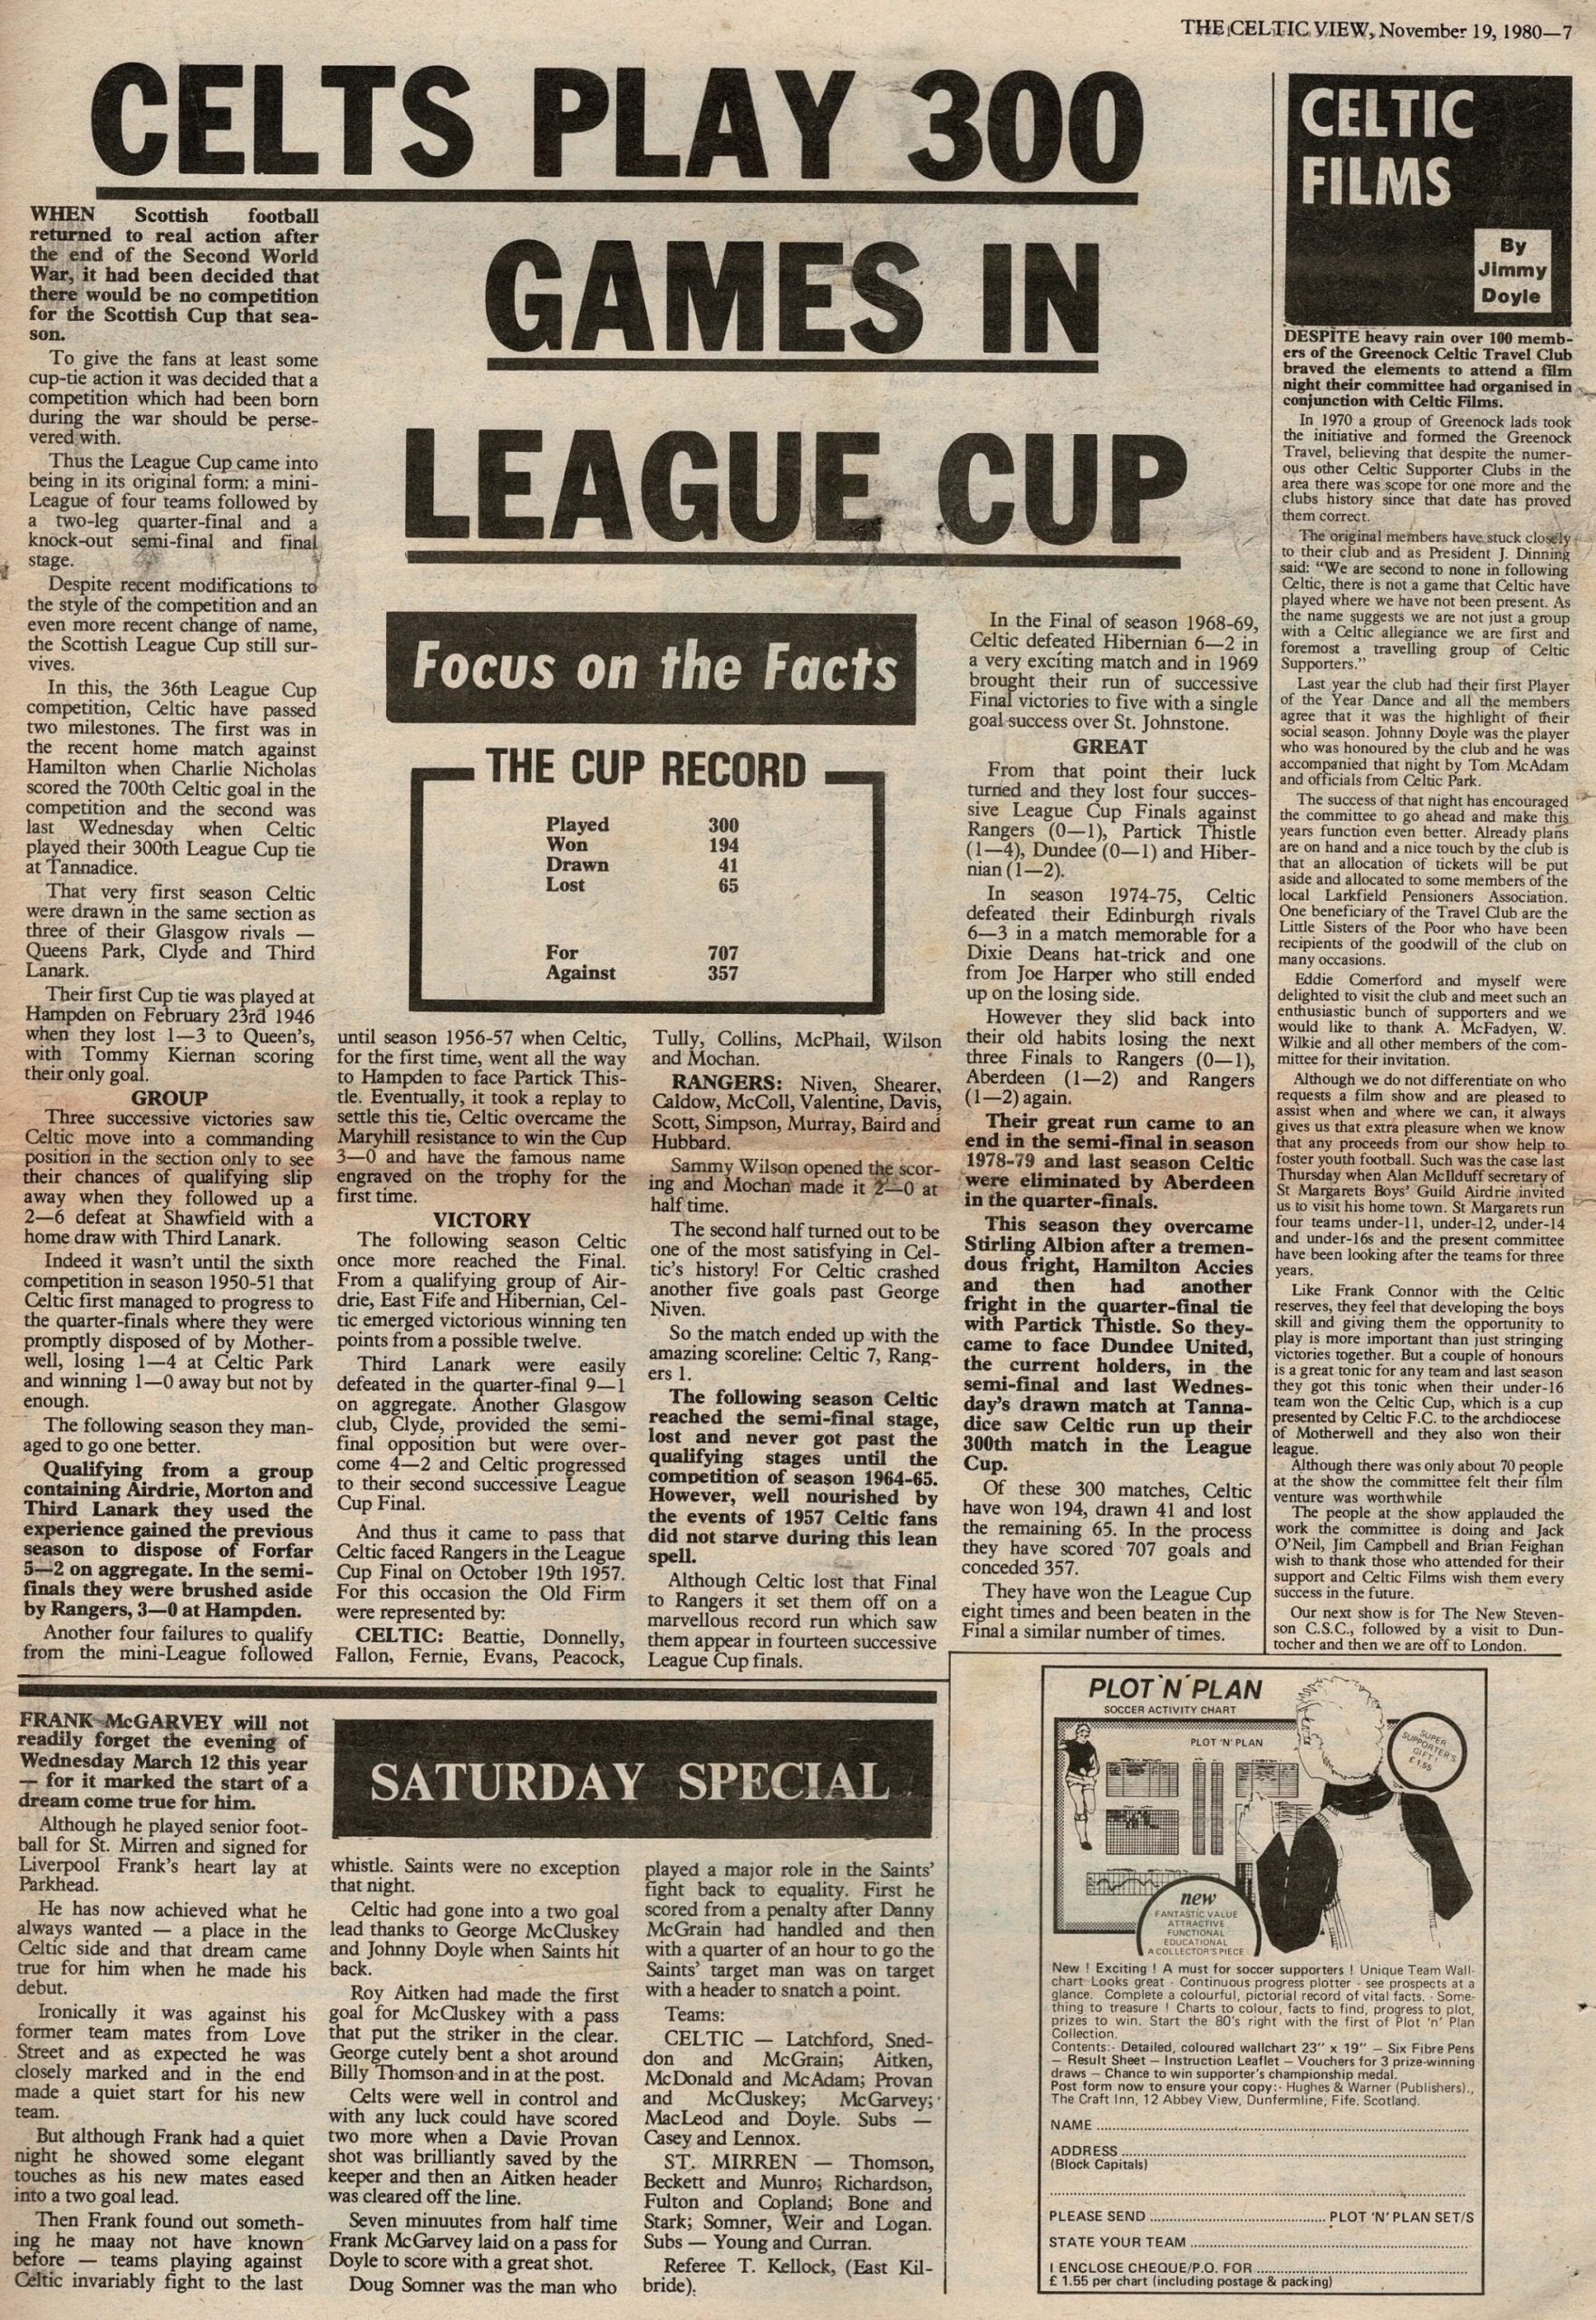 THE CELTIC VIEW, November 19, 1980—7
CELTS PLAY 300
GAMES IN
LEAGUE CUP
WHEN Scottish football
returned to real action after
the end of the Second World
War, it had been decided that
there would be no competition
for the Scottish Cup that sea-
son.
To give the fans at least some
cup-tie action it was decided that a
competition which had been born
during the war should be perse-
vered with.
Thus the League Cup came into
being in its original form: a mini-
League of four teams followed by
a two-leg quarter-final and a
knock-out semi-final and final
stage.
Despite recent modifications to
the style of the competition and an
even more recent change of name,
the Scottish League Cup still sur-
vives.
In this, the 36th League Cup
competition, Celtic have passed
two milestones. The first was in
the recent home match against
Hamilton when Charlie Nicholas
scored the 700th Celtic goal in the
competition and the second was
last Wednesday when Celtic
played their 300th League Cup tie
at Tannadice.
That very first season Celtic
were drawn in the same section as
three of their Glasgow rivals —
Queens Park, Clyde and Third
Lanark.
Their first Cup tie was played at
Hampden on February 23rd 1946
when they lost 1—3 to Queen's,
with Tommy Kiernan scoring
their only goal.
GROUP
Three successive victories saw
Celtic move into a commanding
position in the section only to see
their chances of qualifying slip
away when they followed up a
2—6 defeat at Shawfield with a
home draw with Third Lanark.
Indeed it wasn't until the sixth
competition in season 1950-51 that
Celtic first managed to progress to
the quarter-finals where they were
promptly disposed of by Mother-
well, losing 1—4 at Celtic Park
and winning 1—0 away but not by
enough.
The following season they man-
aged to go one better.
Qualifying from a group
containing Airdrie, Morton and
Third Lanark they used the
experience gained the previous
season to dispose of Forfar
5—2 on aggregate. In the semi-
finals they were brushed aside
by Rangers, 3—0 at Hampden.
Another four failures to qualify
from the mini-League followed
Focus on the Facts
THE CUP RECORD
Played 300
Won 194
Drawn 41
Lost 65
For 707
Against 357
until season 1956-57 when Celtic,
for the first time, went all the way
to Hampden to face Partick This-
tle. Eventually, it took a replay to
settle this tie, Celtic overcame the
Maryhill resistance to win the Cup
3—0 and have the famous name
engraved on the trophy for the
first time.
VICTORY
The following season Celtic
once more reached the Final.
From a qualifying group of Air-
drie, East Fife and Hibernian, Cel-
tic emerged victorious winning ten
points from a possible twelve.
Third Lanark were easily
defeated in the quarter-final 9—1
on aggregate. Another Glasgow
club, Clyde, provided the semi-
final opposition but were over-
come 4—2 and Celtic progressed
to their second successive League
Cup Final.
And thus it came to pass that
Celtic faced Rangers in the League
Cup Final on October 19th 1957.
For this occasion the Old Firm
were represented by:
CELTIC: Beattie, Donnelly,
Fallon, Fernie, Evans, Peacock,
Tully, Collins, McPhail, Wilson
and Mochan.
RANGERS: Niven, Shearer,
Caldow, McColl, Valentine, Davis,
Scott, Simpson, Murray, Baird and
Hubbard.
Sammy Wilson opened the scor-
ing and Mochan made it 2—0 at
half time.
The second half turned out to be
one of the most satisfying in Cel-
tic's history! For Celtic crashed
another five goals past George
Niven.
So the match ended up with the
amazing scoreline: Celtic 7, Rang-
ers 1.
The following season Celtic
reached the semi-final stage,
lost and never got past the
qualifying stages until the
competition of season 1964-65.
However, well nourished by
the events of 1957 Celtic fans
did not starve during this lean
spell.
Although Celtic lost that Final
to Rangers it set them off on a
marvellous record run which saw
them appear in fourteen successive
League Cup finals.
In the Final of season 1968-69,
Celtic defeated Hibernian 6—2 in
a very exciting match and in 1969
brought their run of successive
Final victories to five with a single
goal success over St. Johnstone.
GREAT
From that point their luck
turned and they lost four succes-
sive League Cup Finals against
Rangers (0—1), Partick Thistle
(1—4), Dundee (0—1) and Hiber-
nian (1—2).
In season 1974-75, Celtic
defeated their Edinburgh rivals
6—3 in a match memorable for a
Dixie Deans hat-trick and one
from Joe Harper who still ended
up on the losing side.
However they slid back into
their old habits losing the next
three Finals to Rangers (0—1),
Aberdeen (1—2) and Rangers
(1—2) again.
Their great run came to an
end in the semi-final in season
1978-79 and last season Celtic
were eliminated by Aberdeen
in the quarter-finals.
This season they overcame
Stirling Albion after a tremen-
dous fright, Hamilton Accies
and then had another
fright in the quarter-final tie
with Partick Thistle. So they-
came to face Dundee United,
the current holders, in the
semi-final and last Wednes-
day's drawn match at Tanna-
dice saw Celtic run up their
300th match in the League
Cup.
Of these 300 matches, Celtic
have won 194, drawn 41 and lost
the remaining 65. In the process
they have scored 707 goals and
conceded 357.
They have won the League Cup
eight times and been beaten in the
Final a similar number of times.
CELTIC
FILMS
By
Jimmy
Doyle
DESPITE heavy rain over 100 memb-
ers of the Greenock Celtic Travel Club
braved the elements to attend a film
night their committee had organised in
conjunction with Celtic Films.
In 1970 a group of Greenock lads took
the initiative and formed the Greenock
Travel, believing that despite the numer-
ous other Celtic Supporter Clubs in the
area there was scope for one more and the
clubs history since that date has proved
them correct.
The original members have stuck closely
to their club and as President J. Dinning
said: "We are second to none in following
Celtic, there is not a game that Celtic have
played where we have not been present. As
the name suggests we are not just a group
with a Celtic allegiance we are first and
foremost a travelling group of Celtic
Supporters."
Last year the club had their first Player
of the Year Dance and all the members
agree that it was the highlight of their
social season. Johnny Doyle was the player
who was honoured by the club and he was
accompanied that night by Tom McAdam
and officials from Celtic Park.
The success of that night has encouraged
the committee to go ahead and make this
years function even better. Already plans
are on hand and a nice touch by the club is
that an allocation of tickets will be put
aside and allocated to some members of the
local Larkfield Pensioners Association.
One beneficiary of the Travel Club are the
Little Sisters of the Poor who have been
recipients of the goodwill of the club on
many occasions.
Eddie Comerford and myself were
delighted to visit the club and meet such an
enthusiastic bunch of supporters and we
would like to thank A. McFadyen, W.
Wilkie and all other members of the com-
mittee for their invitation.
Although we do not differentiate on who
requests a film show and are pleased to
assist when and where we can, it always
gives us that extra pleasure when we know
that any proceeds from our show help to
foster youth football. Such was the case last
Thursday when Alan McIlduff secretary of
St Margarets Boys' Guild Airdrie invited
us to visit his home town. St Margarets run
four teams under-11, under-12, under-14
and under-16s and the present committee
have been looking after the teams for three
years.
Like Frank Connor with the Celtic
reserves, they feel that developing the boys
skill and giving them the opportunity to
play is more important than just stringing
victories together. But a couple of honours
is a great tonic for any team and last season
they got this tonic when their under-16
team won the Celtic Cup, which is a cup
presented by Celtic F.C. to the archdiocese
of Motherwell and they also won their
league.
Although there was only about 70 people
at the show the committee felt their film
venture was worthwhile
The people at the show applauded the
work the committee is doing and Jack
O'Neil, Jim Campbell and Brian Feighan
wish to thank those who attended for their
support and Celtic Films wish them every
success in the future.
Our next show is for The New Steven-
son C.S.C., followed by a visit to Dun-
tocher and then we are off to London.
SATURDAY SPECIAL
FRANK McGARVEY will not
readily forget the evening of
Wednesday March 12 this year
— for it marked the start of a
dream come true for him.
Although he played senior foot-
ball for St. Mirren and signed for
Liverpool Frank's heart lay at
Parkhead.
He has now achieved what he
always wanted — a place in the
Celtic side and that dream came
true for him when he made his
debut.
Ironically it was against his
former team mates from Love
Street and as expected he was
closely marked and in the end
made a quiet start for his new
team.
But although Frank had a quiet
night he showed some elegant
touches as his new mates eased
into a two goal lead.
Then Frank found out someth-
ing he maay not have known
before — teams playing against
Celtic invariably fight to the last
whistle. Saints were no exception
that night.
Celtic had gone into a two goal
lead thanks to George McCluskey
and Johnny Doyle when Saints hit
back.
Roy Aitken had made the first
goal for McCluskey with a pass
that put the striker in the clear.
George cutely bent a shot around
Billy Thomson and in at the post.
Celts were well in control and
with any luck could have scored
two more when a Davie Provan
shot was brilliantly saved by the
keeper and then an Aitken header
was cleared off the line.
Seven minuutes from half time
Frank McGarvey laid on a pass for
Doyle to score with a great shot.
Doug Somner was the man who
played a major role in the Saints'
fight back to equality. First he
scored from a penalty after Danny
McGrain had handled and then
with a quarter of an hour to go the
Saints' target man was on target
with a header to snatch a point.
Teams:
CELTIC — Latchford, Sned-
don and McGrain; Aitken,
McDonald and McAdam; Provan
and McCluskey; McGarvey;
MacLeod and Doyle. Subs —
Casey and Lennox.
ST. MIRREN — Thomson,
Beckett and Munro; Richardson,
Fulton and Copland; Bone and
Stark; Somner, Weir and Logan.
Subs — Young and Curran.
Referee T. Kellock, (East Kil-
bride).
PLOT 'N' PLAN
SOCCER ACTIVITY CHART
PLOT 'N' PLAN
SUPER
SUPPORTER'S
GIFT!
£1.55
new
FANTASTIC VALUE
ATTRACTIVE
FUNCTIONAL
EDUCATIONAL
A COLLECTOR'S PIECE
New ! Exciting ! A must for soccer supporters ! Unique Team Wall-
chart Looks great - Continuous progress plotter - see prospects at a
glance. Complete a colourful, pictorial record of vital facts. - Some-
thing to treasure ! Charts to colour, facts to find, progress to plot,
prizes to win. Start the 80's right with the first of Plot 'n' Plan
Collection.
Contents:- Detailed, coloured wallchart 23" x 19" — Six Fibre Pens
— Result Sheet — Instruction Leaflet — Vouchers for 3 prize-winning
draws — Chance to win supporter's championship medal.
Post form now to ensure your copy:- Hughes & Warner (Publishers).,
The Craft Inn, 12 Abbey View, Dunfermline, Fife. Scotland.
NAME
ADDRESS
(Block Capitals)
PLEASE SEND PLOT 'N' PLAN SET/S
STATE YOUR TEAM
I ENCLOSE CHEQUE/P.O. FOR
£ 1.55 per chart (including postage & packing)